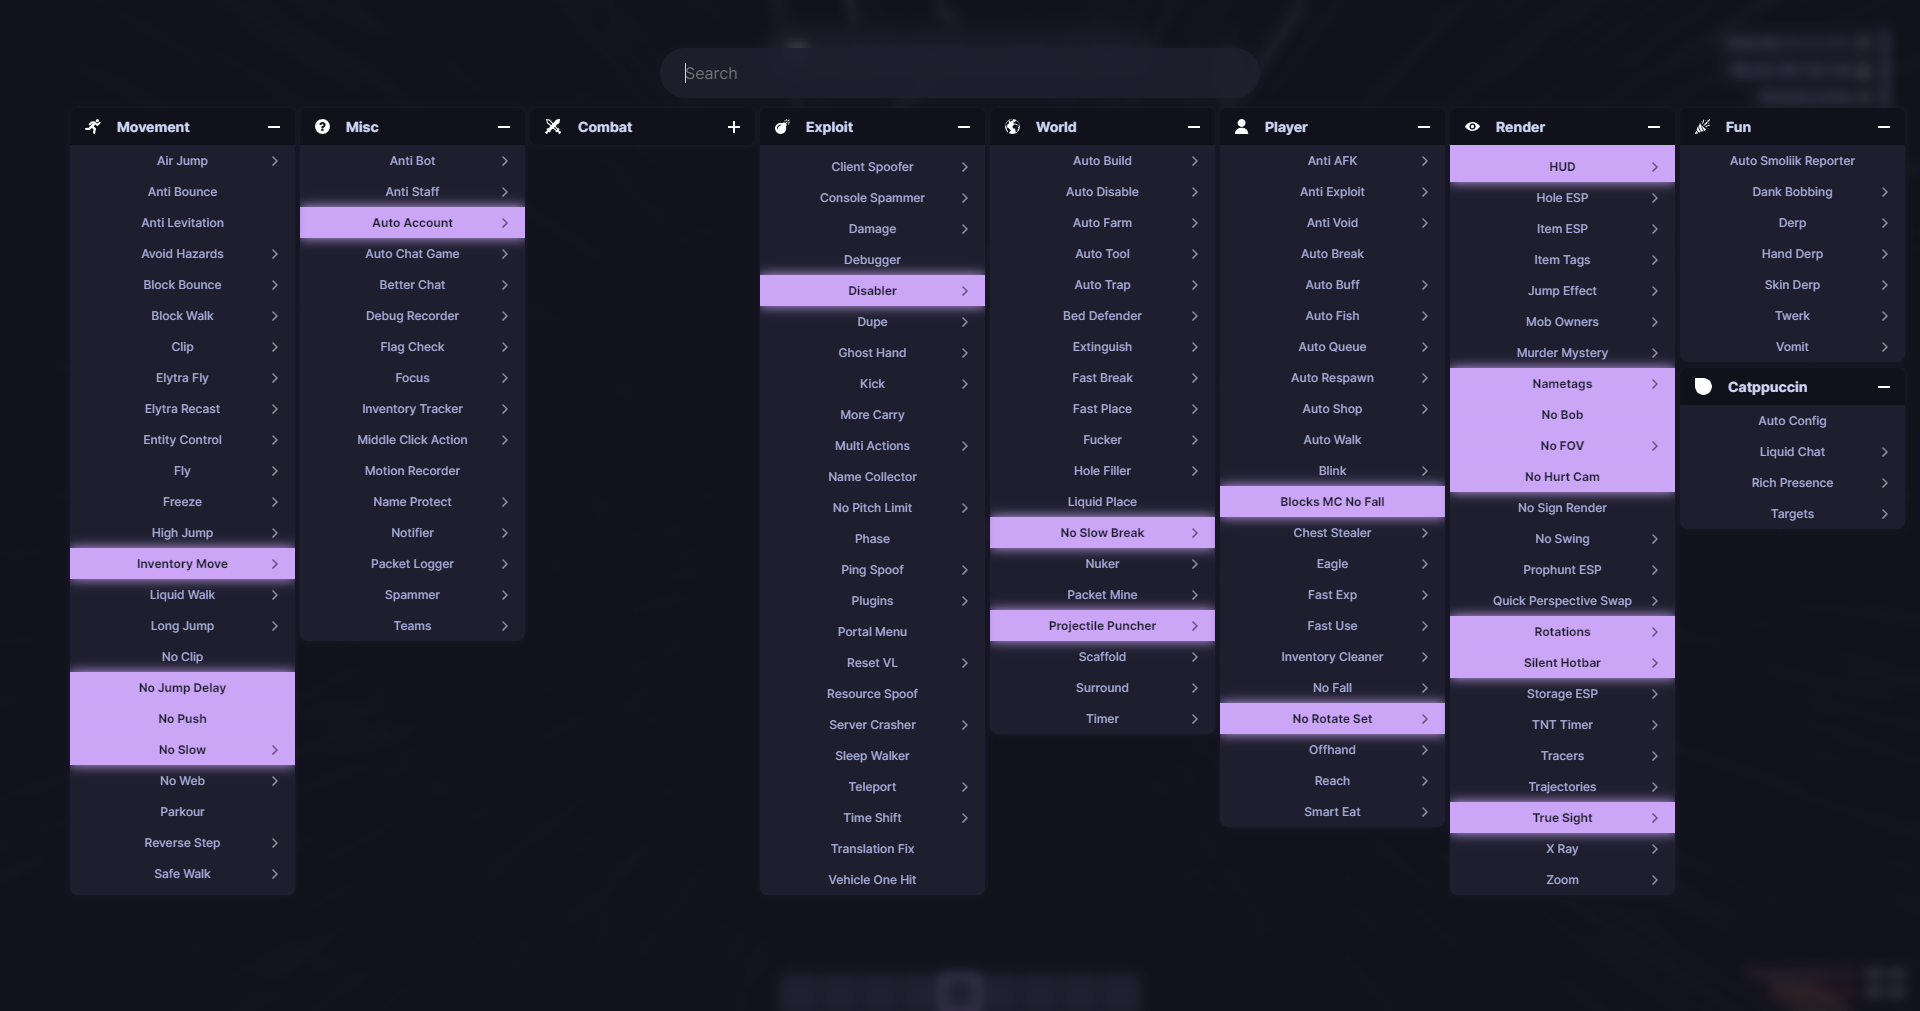 Search
Movement
Air Jump
Anti Bounce
Anti Levitation
Avoid Hazards
Block Bounce
Block Walk
Clip
Elytra Fly
Elytra Recast
Entity Control
Fly
Freeze
High Jump
Inventory Move
Liquid Walk
Long Jump
No Clip
No Jump Delay
No Push
No Slow
No Web
Parkour
Reverse Step
Safe Walk
Misc
Anti Bot
Anti Staff
Auto Account
Auto Chat Game
Better Chat
Debug Recorder
Flag Check
Focus
Inventory Tracker
Middle Click Action
Motion Recorder
Name Protect
Notifier
Packet Logger
Spammer
Teams
Combat
Exploit
Client Spoofer
Console Spammer
Damage
Debugger
Disabler
Dupe
Ghost Hand
Kick
More Carry
Multi Actions
Name Collector
No Pitch Limit
Phase
Ping Spoof
Plugins
Portal Menu
Reset VL
Resource Spoof
Server Crasher
Sleep Walker
Teleport
Time Shift
Translation Fix
Vehicle One Hit
World
Auto Build
Auto Disable
Auto Farm
Auto Tool
Auto Trap
Bed Defender
Extinguish
Fast Break
Fast Place
Fucker
Hole Filler
Liquid Place
No Slow Break
Nuker
Packet Mine
Projectile Puncher
Scaffold
Surround
Timer
Player
Anti AFK
Anti Exploit
Anti Void
Auto Break
Auto Buff
Auto Fish
Auto Queue
Auto Respawn
Auto Shop
Auto Walk
Blink
Blocks MC No Fall
Chest Stealer
Eagle
Fast Exp
Fast Use
Inventory Cleaner
No Fall
No Rotate Set
Offhand
Reach
Smart Eat
Render
HUD
Hole ESP
Item ESP
Item Tags
Jump Effect
Mob Owners
Murder Mystery
Nametags
No Bob
No FOV
No Hurt Cam
No Sign Render
No Swing
Prophunt ESP
Quick Perspective Swap
Rotations
Silent Hotbar
Storage ESP
TNT Timer
Tracers
Trajectories
True Sight
X Ray
Zoom
Fun
Auto Smoliik Reporter
Dank Bobbing
Derp
Hand Derp
Skin Derp
Twerk
Vomit
Catppuccin
Auto Config
Liquid Chat
Rich Presence
Targets